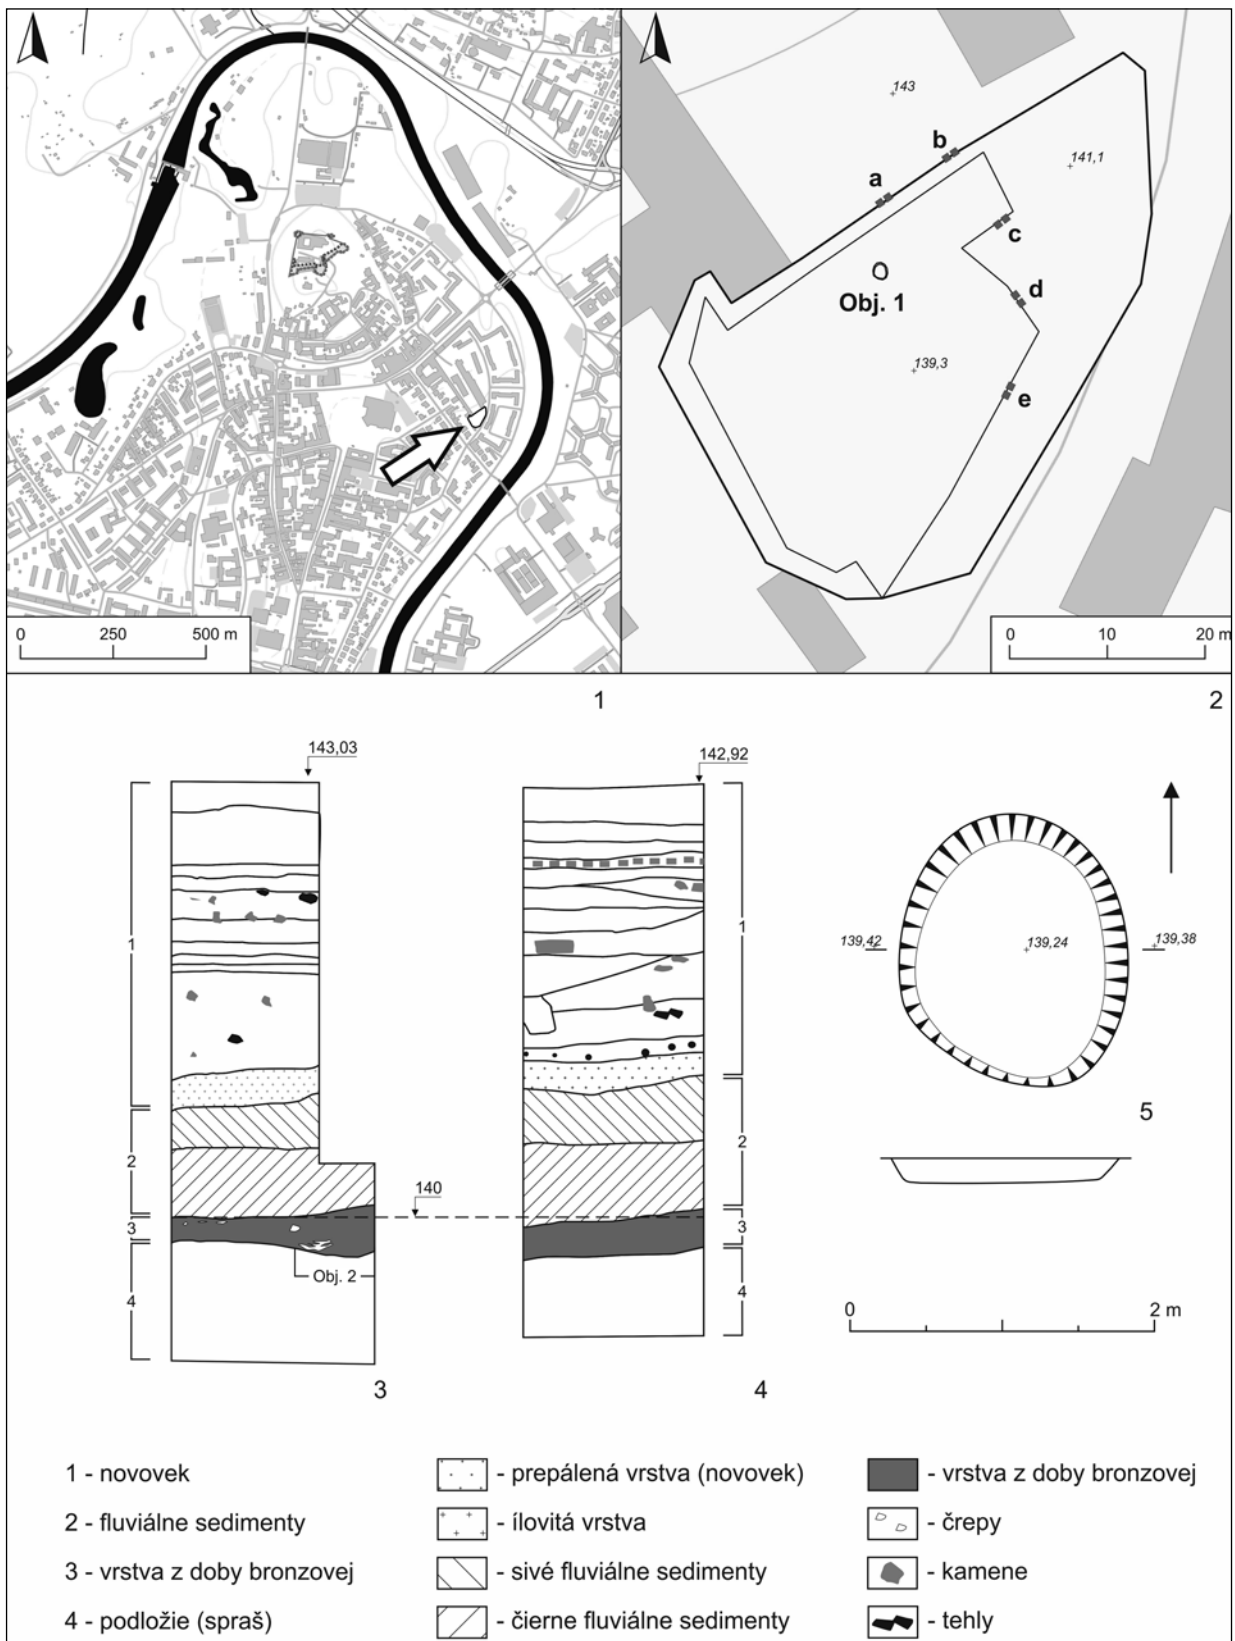 0 250 500 m
1
143
141,1
a
b
c
d
e
Obj. 1
139,3
0 10 20 m
2
143,03
1
2
3
4
Obj. 2
140
3
142,92
1
2
3
4
4
139,42
139,24
139,38
5
0 2 m
1 - novovek
2 - fluviálne sedimenty
3 - vrstva z doby bronzovej
4 - podložie (spraš)
- prepálená vrstva (novovek)
- ílovitá vrstva
- sivé fluviálne sedimenty
- čierne fluviálne sedimenty
- vrstva z doby bronzovej
- črepy
- kamene
- tehly